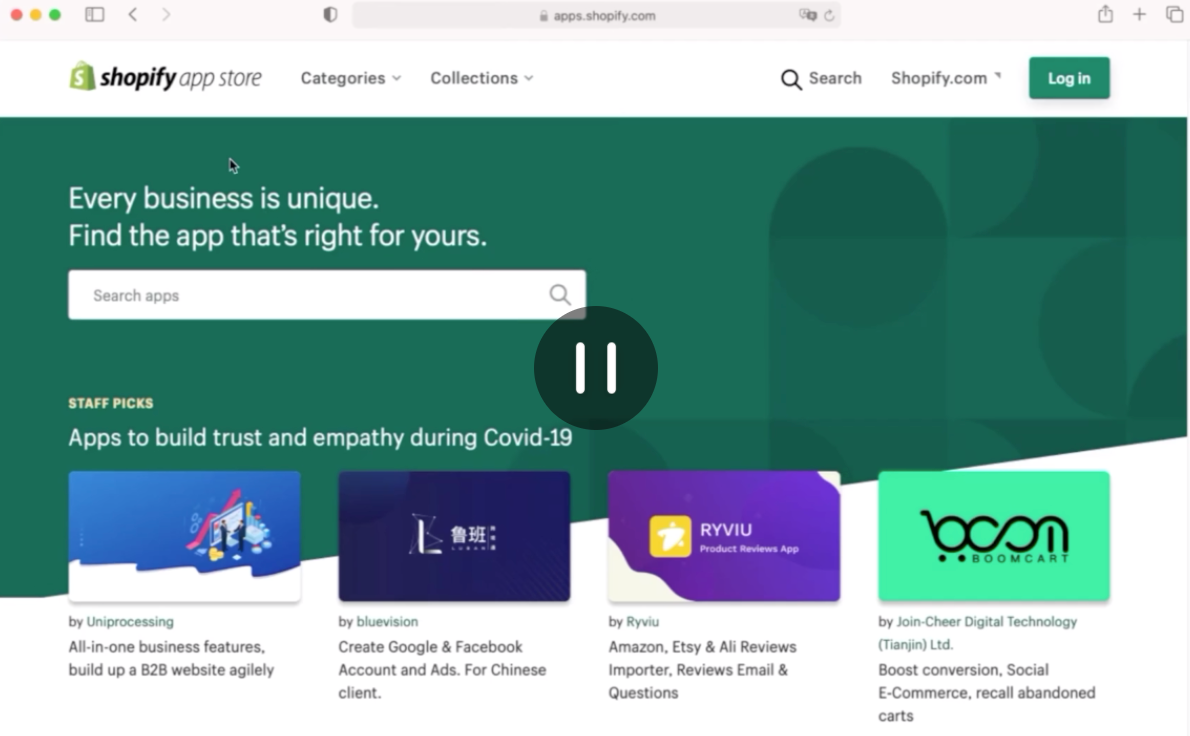 apps.shopify.com
shopify app store
Categories
Collections
Search
Shopify.com
Log in
Every business is unique.
Find the app that's right for yours.
Search apps
STAFF PICKS
Apps to build trust and empathy during Covid-19
鲁班
LUBAN
RYVIU
Product Reviews App
boom
BOOMCART
by Uniprocessing
All-in-one business features,
build up a B2B website agilely
by bluevision
Create Google & Facebook
Account and Ads. For Chinese
client.
by Ryviu
Amazon, Etsy & Ali Reviews
Importer, Reviews Email &
Questions
by Join-Cheer Digital Technology
(Tianjin) Ltd.
Boost conversion, Social
E-Commerce, recall abandoned
carts